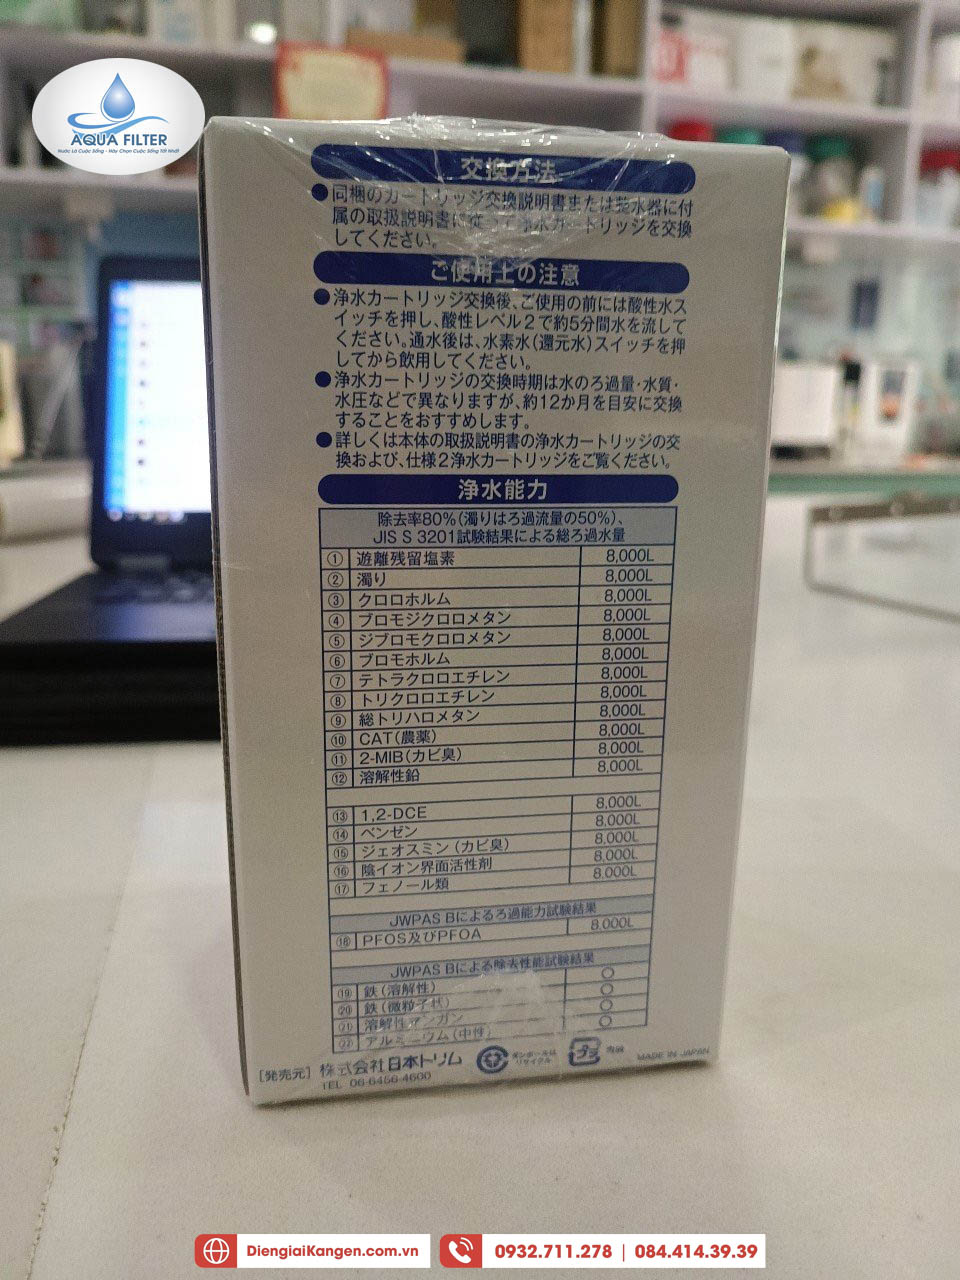 AQUA FILTER
Nước Là Cuộc Sống - Hãy Chọn Cuộc Sống Tốt Nhất
交換方法
●同梱のカートリッジ交換説明書または整水器に付
属の取扱説明書に従って浄水カートリッジを交換
してください。
ご使用上の注意
●浄水カートリッジ交換後、ご使用の前には酸性水ス
イッチを押し、酸性レベル2で約5分間水を流して
ください。通水後は、水素水(還元水)スイッチを押
してから飲用してください。
●浄水カートリッジの交換時期は水のろ過量・水質・
水圧などで異なりますが、約12か月を目安に交換
することをおすすめします。
●詳しくは本体の取扱説明書の浄水カートリッジの交
換および、仕様2浄水カートリッジをご覧ください。
浄水能力
除去率80%(濁りはろ過流量の50%)、
JIS S 3201試験結果による総ろ過水量
① 遊離残留塩素 8,000L
② 濁り 8,000L
③ クロロホルム 8,000L
④ ブロモジクロロメタン 8,000L
⑤ ジブロモクロロメタン 8,000L
⑥ ブロモホルム 8,000L
⑦ テトラクロロエチレン 8,000L
⑧ トリクロロエチレン 8,000L
⑨ 総トリハロメタン 8,000L
⑩ CAT(農薬) 8,000L
⑪ 2-MIB(カビ臭) 8,000L
⑫ 溶解性鉛 8,000L
⑬ 1,2-DCE 8,000L
⑭ ベンゼン 8,000L
⑮ ジェオスミン(カビ臭) 8,000L
⑯ 陰イオン界面活性剤 8,000L
⑰ フェノール類 8,000L
JWPAS Bによるろ過能力試験結果
⑱ PFOS及びPFOA 8,000L
JWPAS Bによる除去性能試験結果
⑲ 鉄(溶解性) ○
⑳ 鉄(微粒子状) ○
㉑ 溶解性マンガン ○
㉒ アルミニウム(中性) ○
[発売元] 株式会社日本トリム
TEL 06-6456-4600
ダンボールは
リサイクル
プラ
内袋
MADE IN JAPAN
DiengiaiKangen.com.vn
0932.711.278 | 084.414.39.39